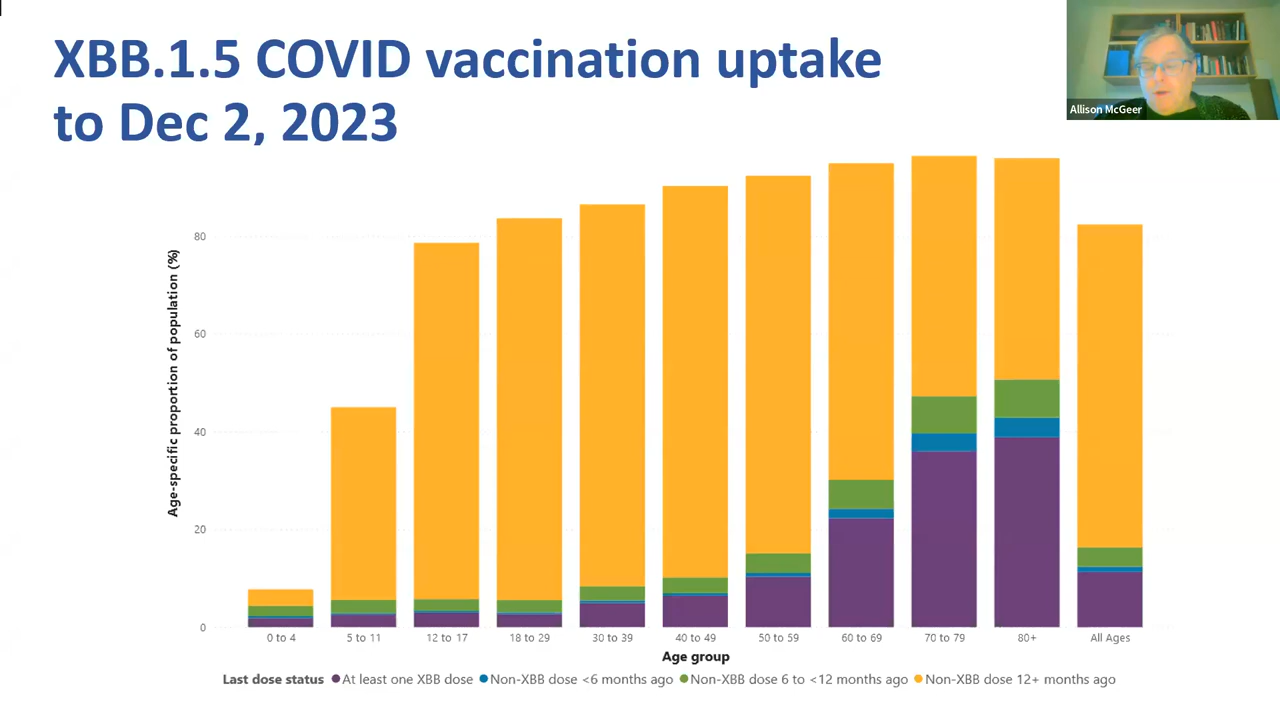 XBB.1.5 COVID vaccination uptake
to Dec 2, 2023
Allison McGeer
Age-specific proportion of population (%)
80
60
40
20
0
0 to 4 5 to 11 12 to 17 18 to 29 30 to 39 40 to 49 50 to 59 60 to 69 70 to 79 80+ All Ages
Age group
Last dose status At least one XBB dose Non-XBB dose <6 months ago Non-XBB dose 6 to <12 months ago Non-XBB dose 12+ months ago